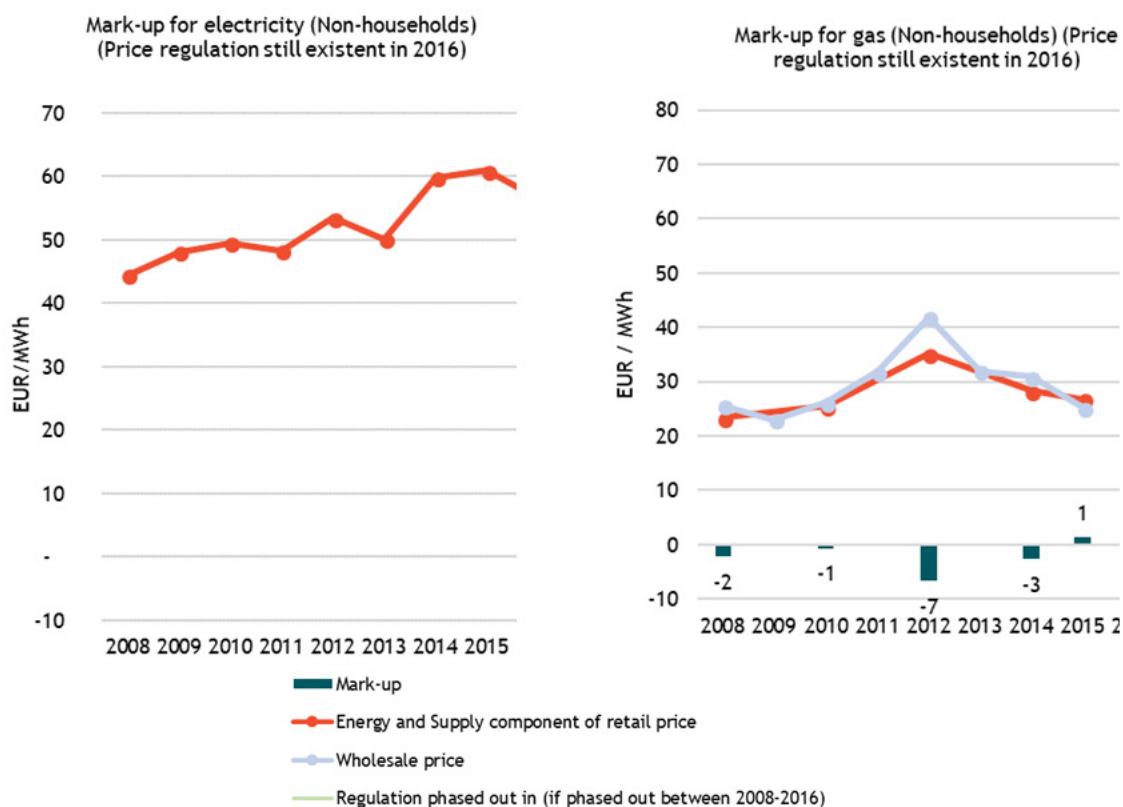 Mark-up for electricity (Non-households)
(Price regulation still existent in 2016)
70
60
50
40
30
20
10
-
-10
EUR/MWh
2008 2009 2010 2011 2012 2013 2014 2015
Mark-up for gas (Non-households) (Price
regulation still existent in 2016)
80
70
60
50
40
30
20
10
0
-10
EUR / MWh
-2
-1
-7
-3
1
2008 2009 2010 2011 2012 2013 2014 2015 2
Mark-up
Energy and Supply component of retail price
Wholesale price
Regulation phased out in (if phased out between 2008-2016)